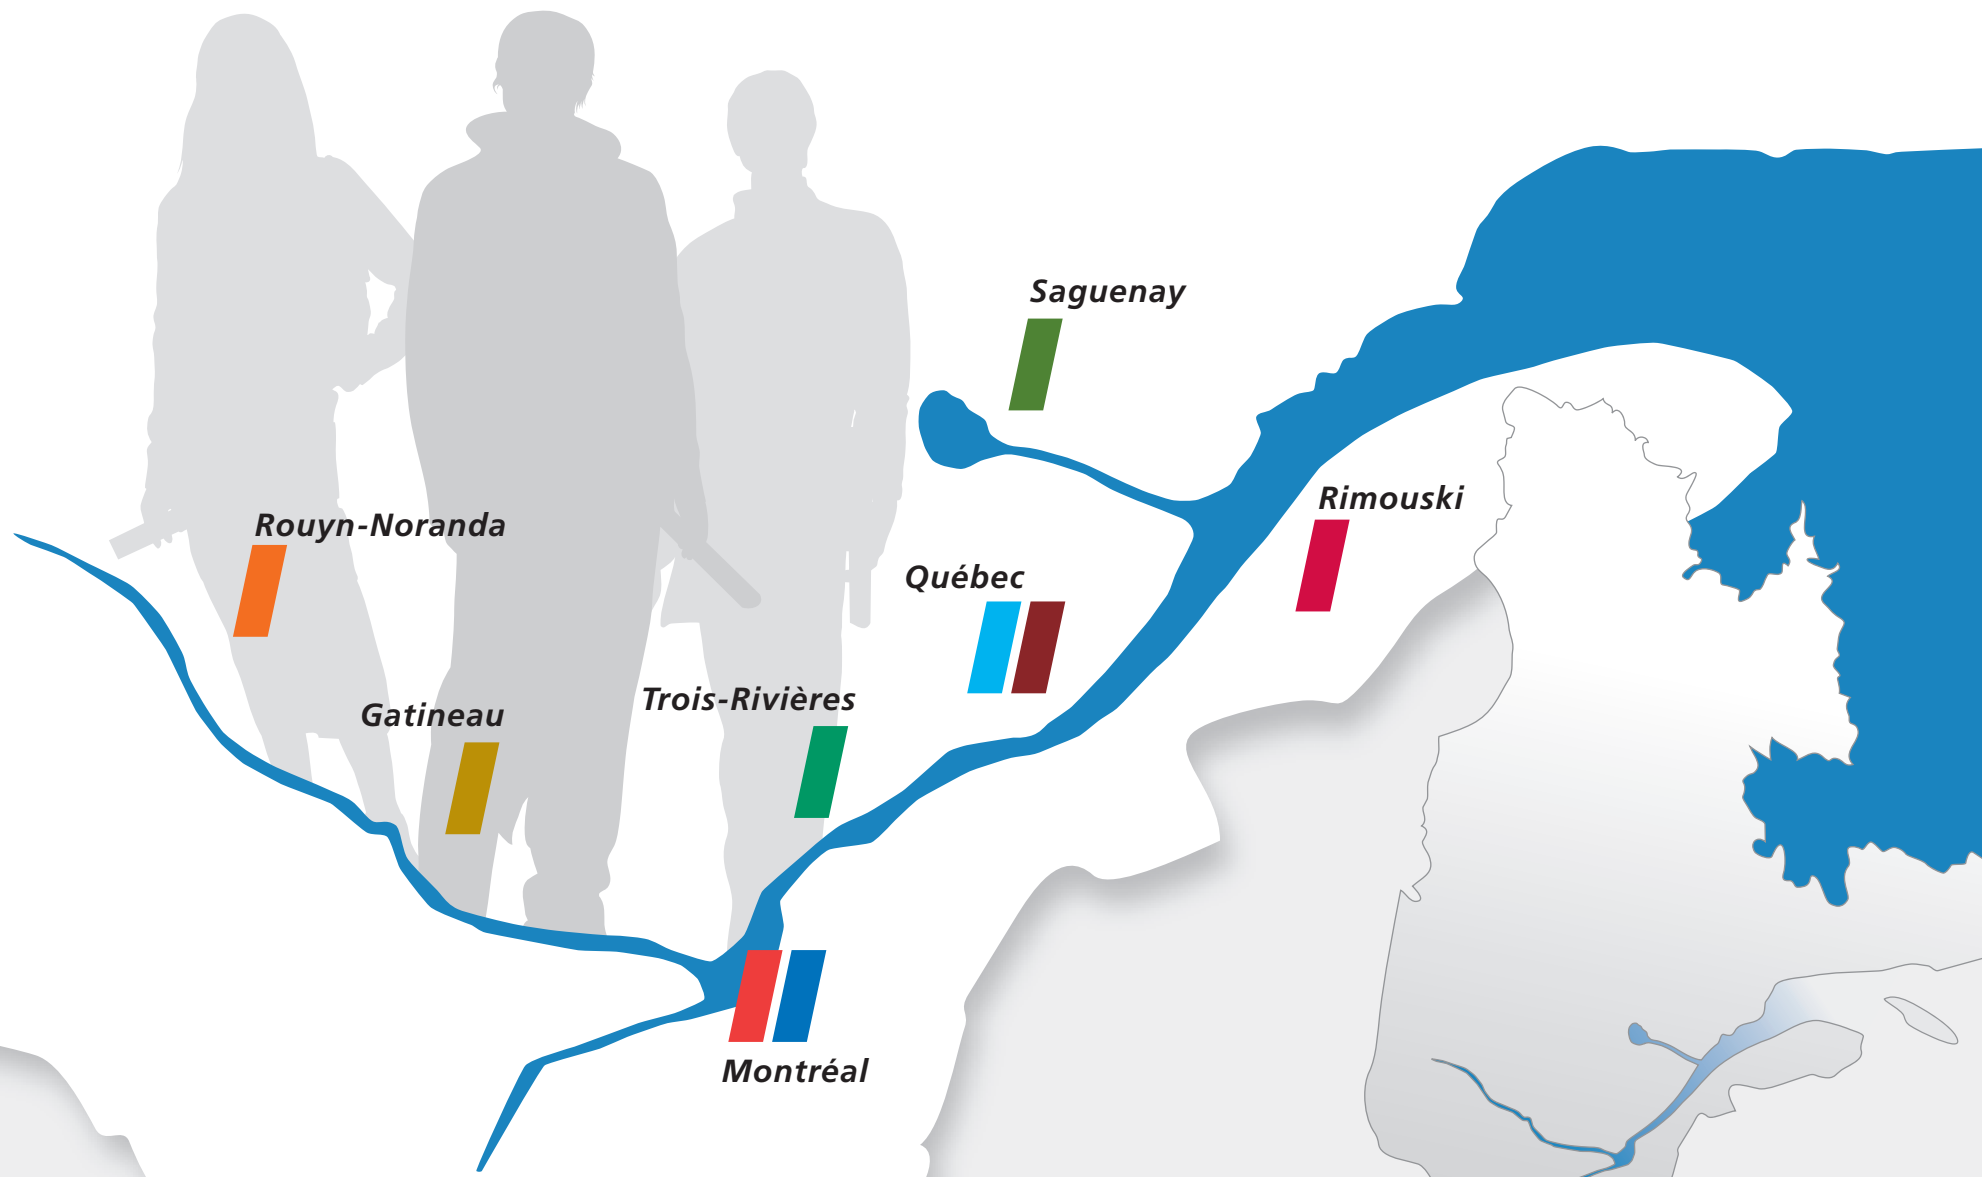 Saguenay
Rimouski
Rouyn-Noranda
Québec
Trois-Rivières
Gatineau
Montréal